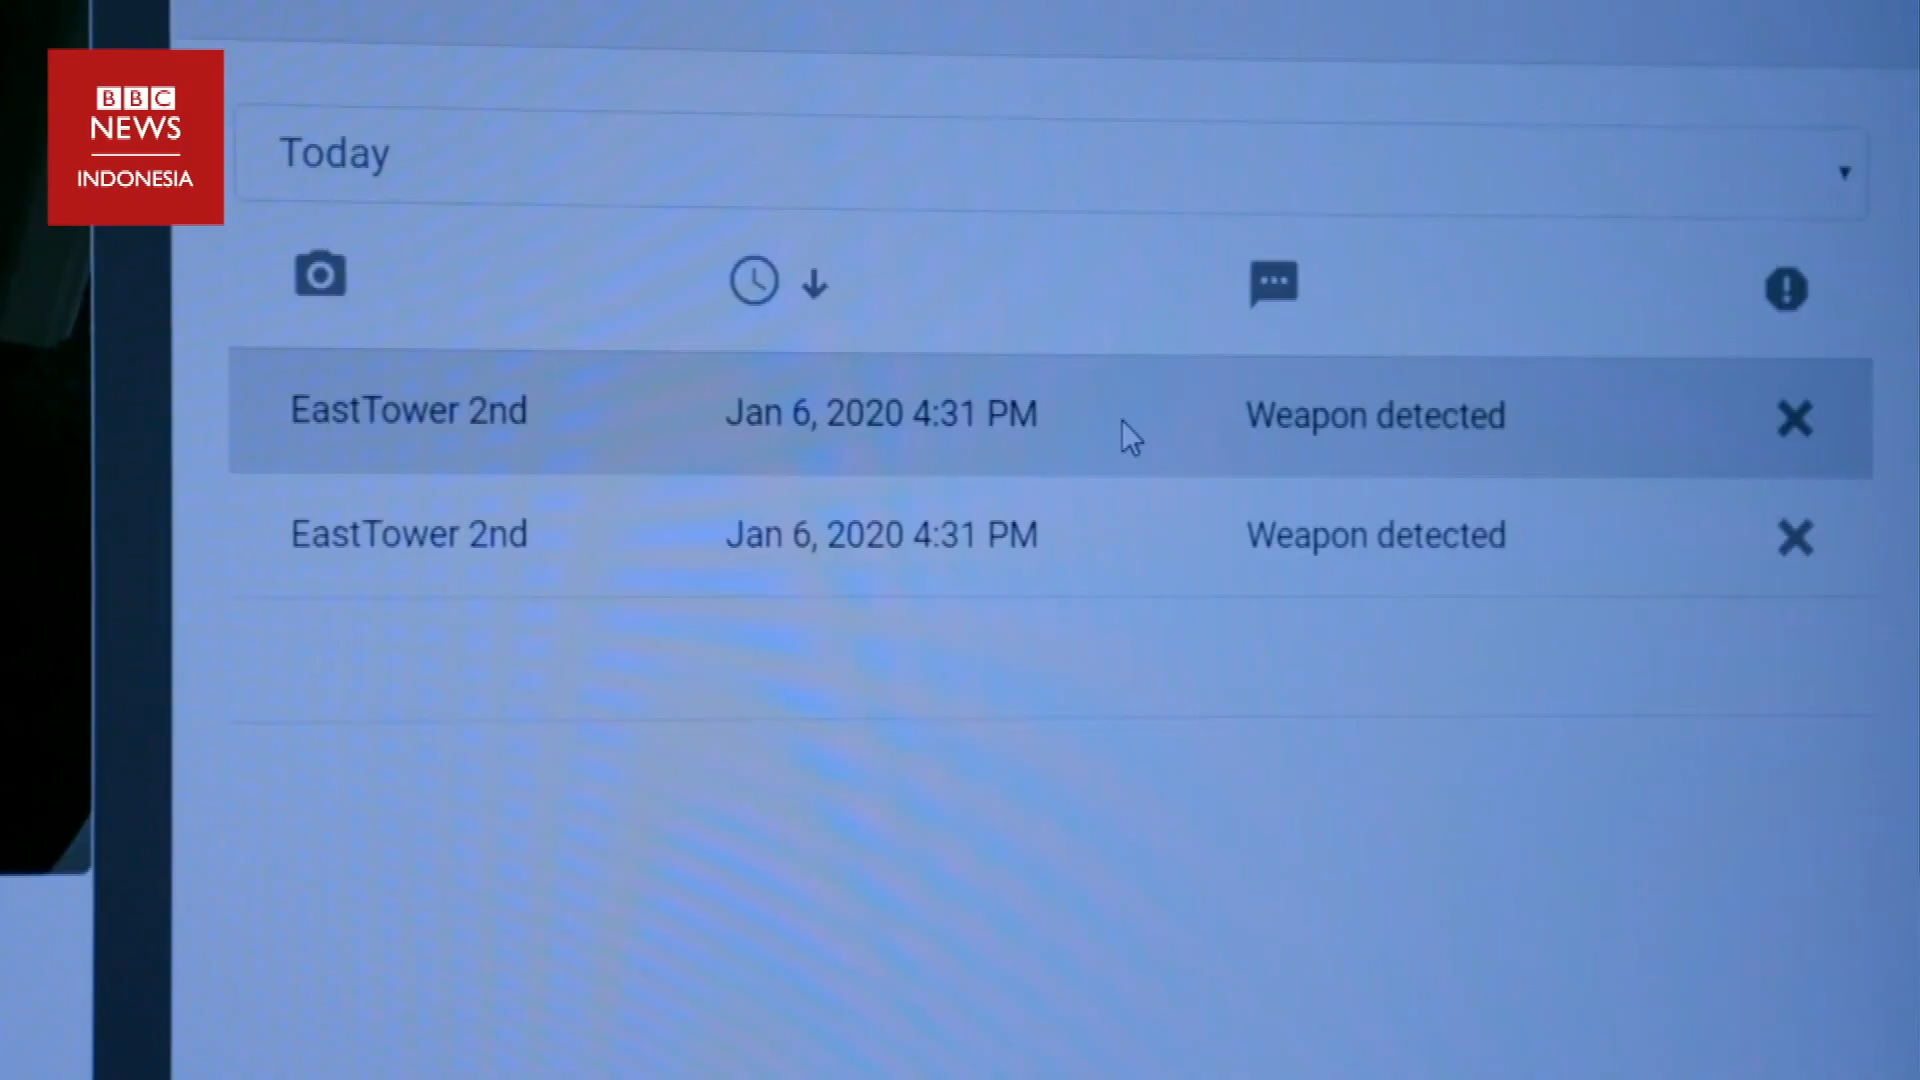 BBC
NEWS
INDONESIA
Today
EastTower 2nd Jan 6, 2020 4:31 PM Weapon detected
EastTower 2nd Jan 6, 2020 4:31 PM Weapon detected